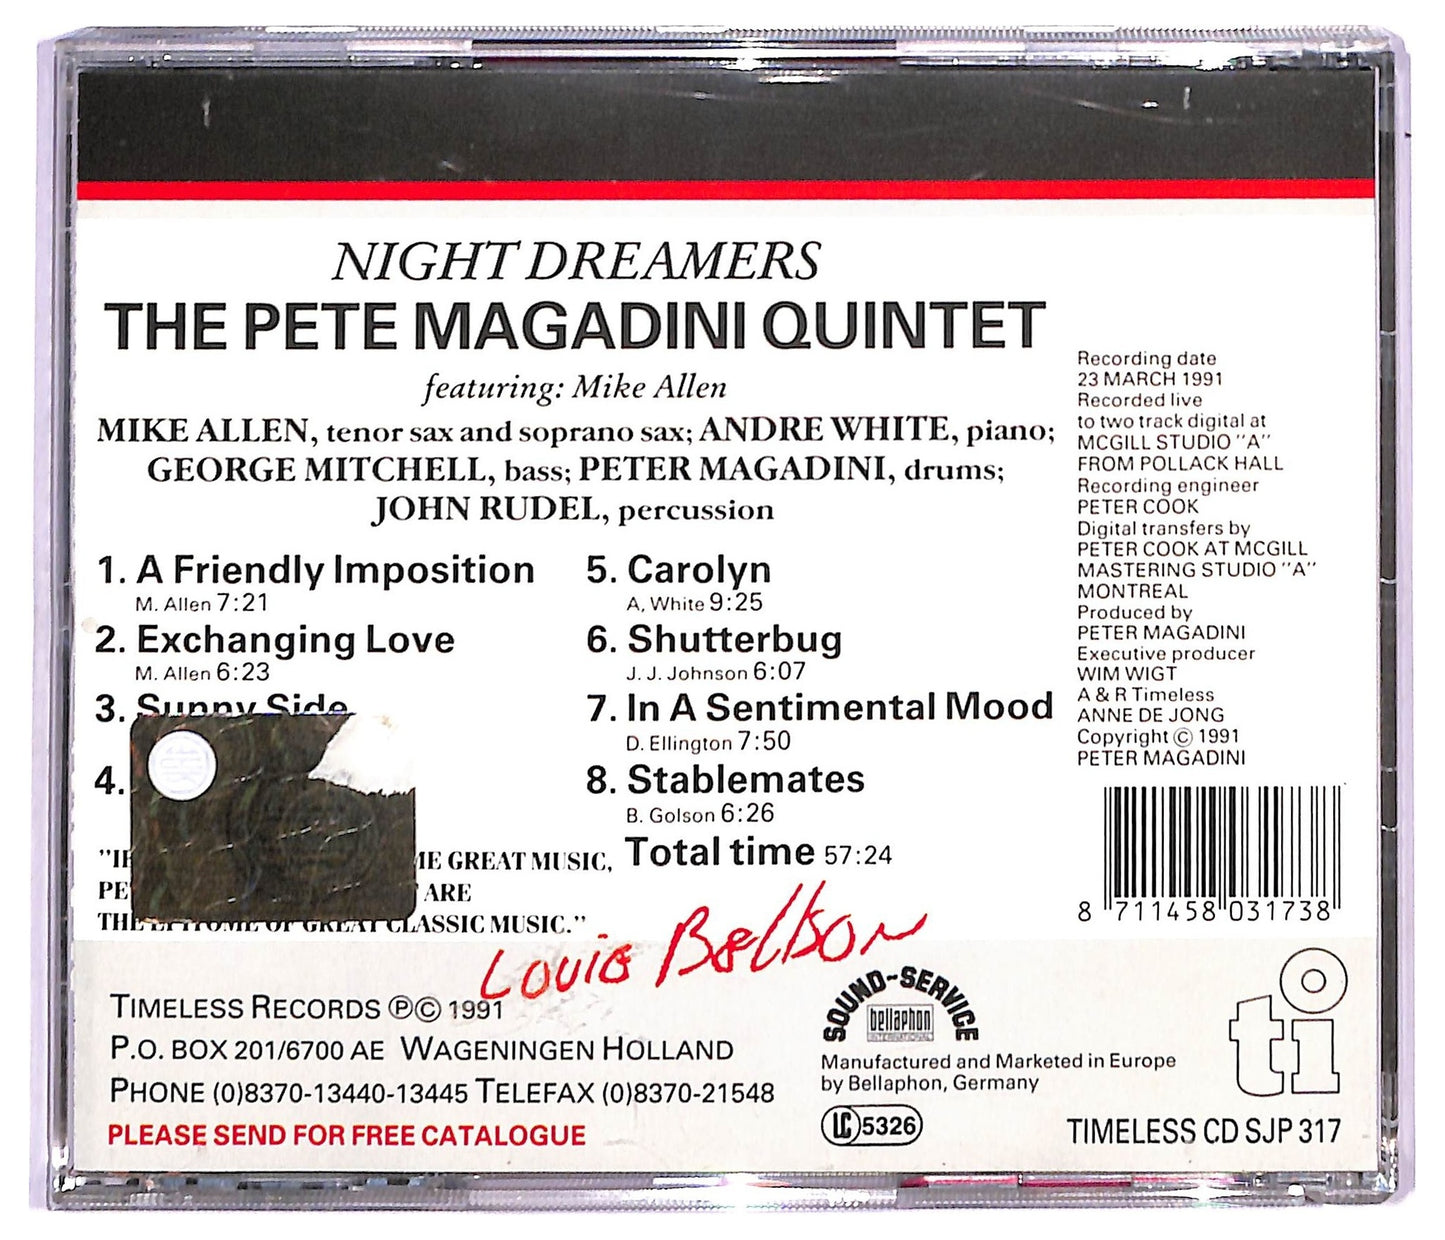 NIGHT DREAMERS
THE PETE MAGADINI QUINTET
featuring: Mike Allen
MIKE ALLEN, tenor sax and soprano sax; ANDRE WHITE, piano;
GEORGE MITCHELL, bass; PETER MAGADINI, drums;
JOHN RUDEL, percussion
1. A Friendly Imposition
M. Allen 7:21
2. Exchanging Love
M. Allen 6:23
3. Sunny Side
4.
5. Carolyn
A, White 9:25
6. Shutterbug
J. J. Johnson 6:07
7. In A Sentimental Mood
D. Ellington 7:50
8. Stablemates
B. Golson 6:26
Total time 57:24
GREAT MUSIC,
ARE
THE EPITOME OF GREAT CLASSIC MUSIC."
Louie Bellson
Recording date
23 MARCH 1991
Recorded live
to two track digital at
MCGILL STUDIO "A"
FROM POLLACK HALL
Recording engineer
PETER COOK
Digital transfers by
PETER COOK AT MCGILL
MASTERING STUDIO "A"
MONTREAL
Produced by
PETER MAGADINI
Executive producer
WIM WIGT
A & R Timeless
ANNE DE JONG
Copyright © 1991
PETER MAGADINI
8 711458 031738
TIMELESS RECORDS ℗© 1991
P.O. BOX 201/6700 AE WAGENINGEN HOLLAND
PHONE (0)8370-13440-13445 TELEFAX (0)8370-21548
PLEASE SEND FOR FREE CATALOGUE
SOUND-SERVICE
bellaphon
INTERNATIONAL
Manufactured and Marketed in Europe
by Bellaphon, Germany
LC 5326
ti
TIMELESS CD SJP 317